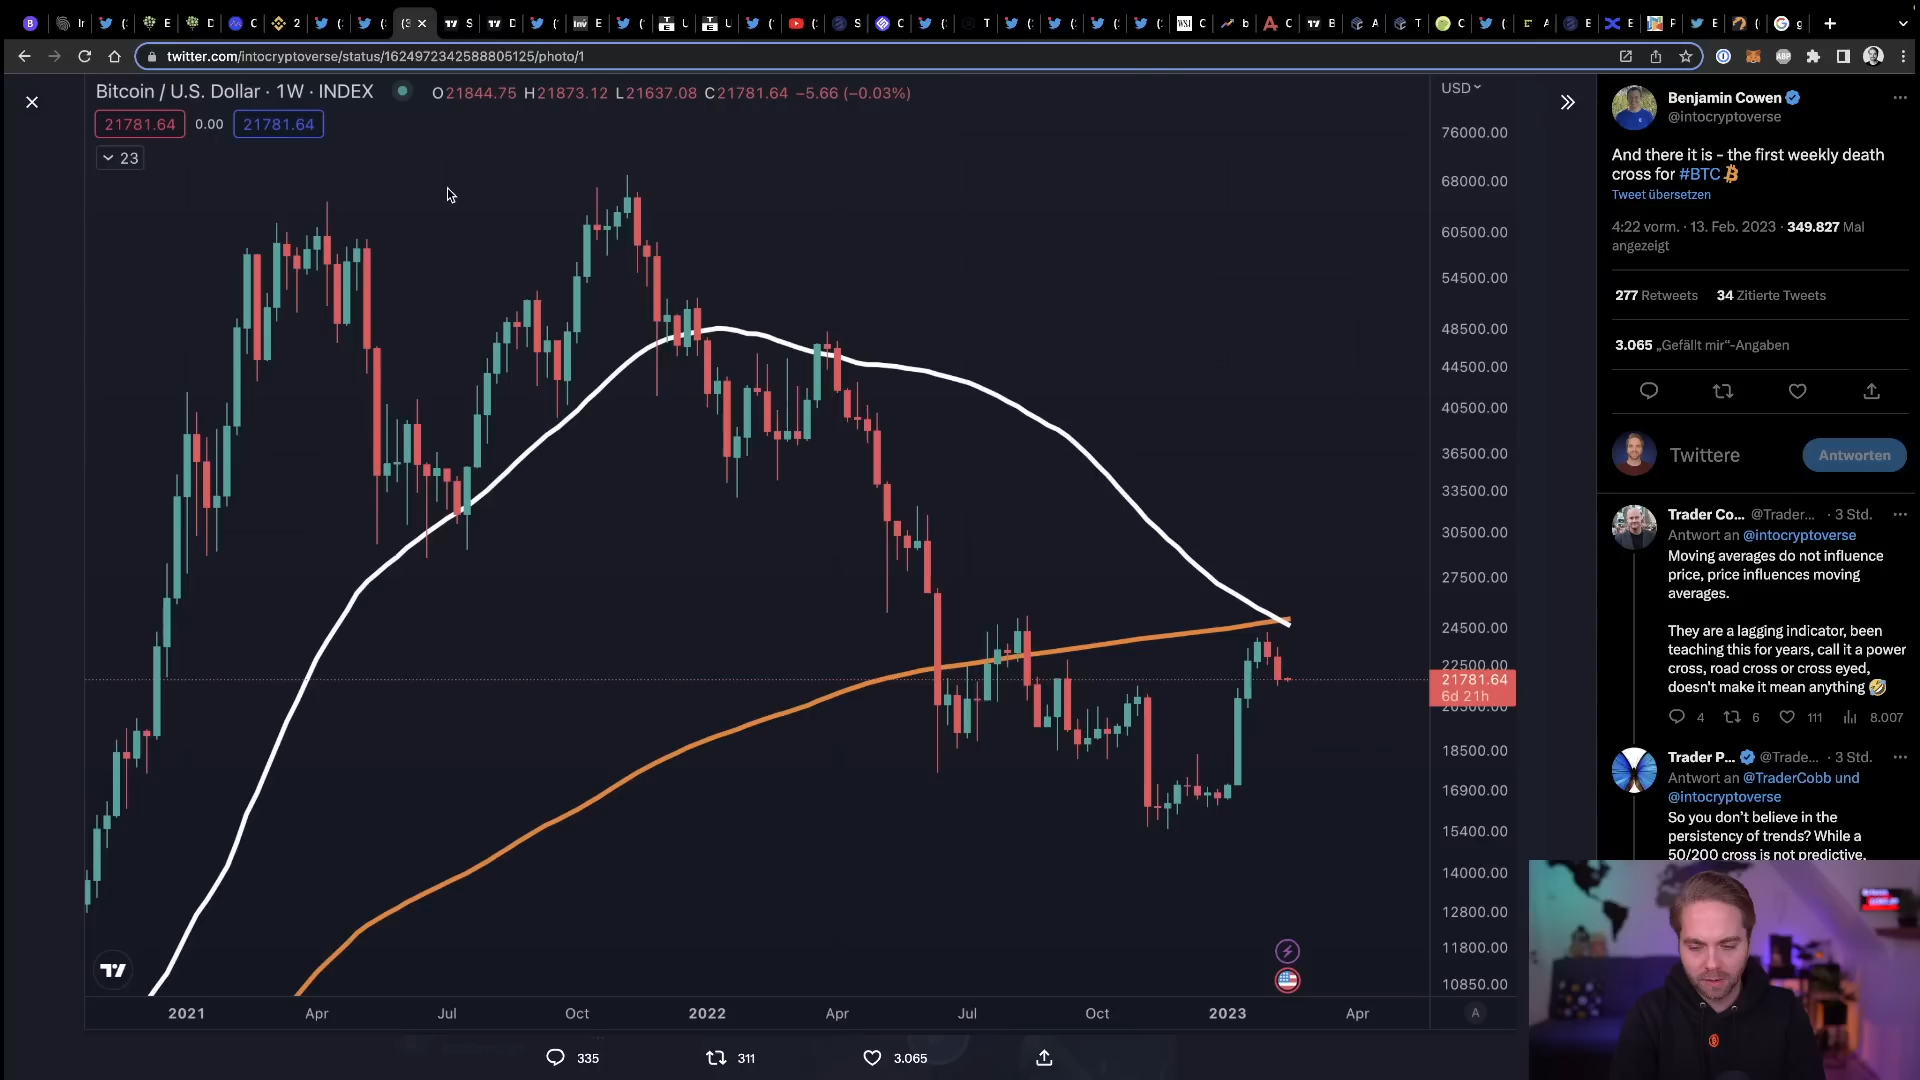 twitter.com/intocryptoverse/status/1624972342588805125/photo/1
Bitcoin / U.S. Dollar · 1W · INDEX
O21844.75 H21873.12 L21637.08 C21781.64 −5.66 (−0.03%)
21781.64 0.00 21781.64
23
USD
76000.00
68000.00
60500.00
54500.00
48500.00
44500.00
40500.00
36500.00
33500.00
30500.00
27500.00
24500.00
22500.00
21781.64
6d 21h
20500.00
18500.00
16900.00
15400.00
14000.00
12800.00
11800.00
10850.00
2021 Apr Jul Oct 2022 Apr Jul Oct 2023 Apr
A
335 311 3.065
Benjamin Cowen
@intocryptoverse
And there it is - the first weekly death
cross for #BTC
Tweet übersetzen
4:22 vorm. · 13. Feb. 2023 · 349.827 Mal
angezeigt
277 Retweets 34 Zitierte Tweets
3.065 „Gefällt mir“-Angaben
Twittere
Antworten
Trader Co... @Trader... · 3 Std.
Antwort an @intocryptoverse
Moving averages do not influence
price, price influences moving
averages.
They are a lagging indicator, been
teaching this for years, call it a power
cross, road cross or cross eyed,
doesn't make it mean anything 🤣
4 6 111 8.007
Trader P... @Trade... · 3 Std.
Antwort an @TraderCobb und
@intocryptoverse
So you don’t believe in the
persistency of trends? While a
50/200 cross is not predictive,